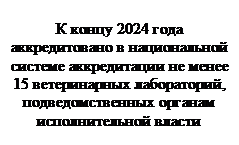 К концу 2024 года
аккредитовано в национальной
системе аккредитации не менее
15 ветеринарных лабораторий,
подведомственных органам
исполнительной власти